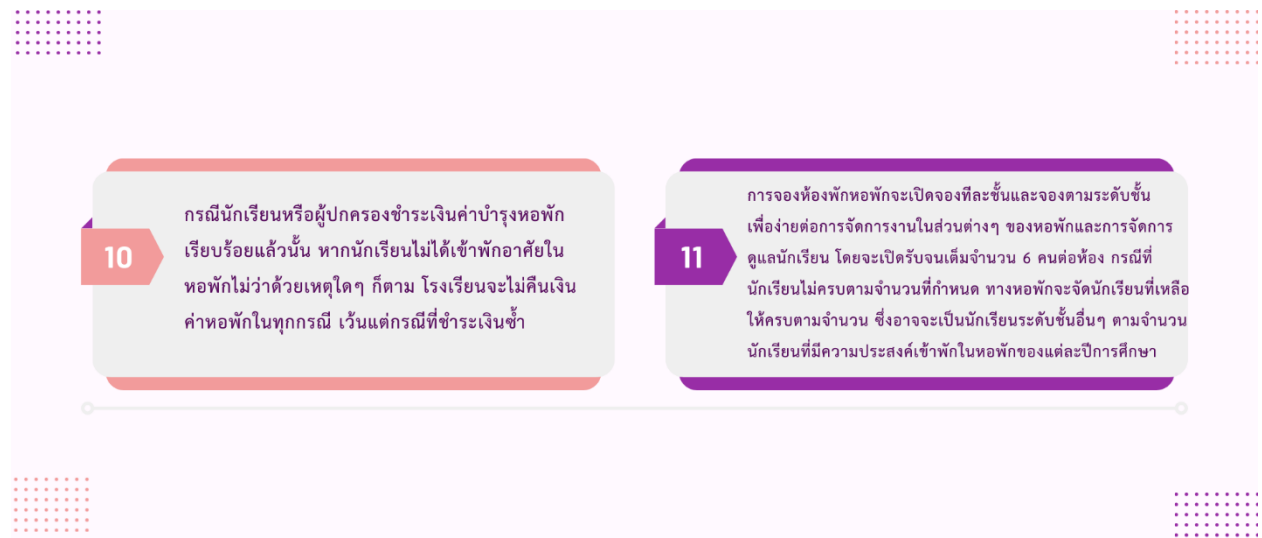 10
กรณีนักเรียนหรือผู้ปกครองชำระเงินค่าบำรุงหอพัก
เรียบร้อยแล้วนั้น หากนักเรียนไม่ได้เข้าพักอาศัยใน
หอพักไม่ว่าด้วยเหตุใดๆ ก็ตาม โรงเรียนจะไม่คืนเงิน
ค่าหอพักในทุกกรณี เว้นแต่กรณีที่ชำระเงินซ้ำ
11
การจองห้องพักหอพักจะเปิดจองทีละชั้นและจองตามระดับชั้น
เพื่อง่ายต่อการจัดการงานในส่วนต่างๆ ของหอพักและการจัดการ
ดูแลนักเรียน โดยจะเปิดรับจนเต็มจำนวน 6 คนต่อห้อง กรณีที่
นักเรียนไม่ครบตามจำนวนที่กำหนด ทางหอพักจะจัดนักเรียนที่เหลือ
ให้ครบตามจำนวน ซึ่งอาจจะเป็นนักเรียนระดับชั้นอื่นๆ ตามจำนวน
นักเรียนที่มีความประสงค์เข้าพักในหอพักของแต่ละปีการศึกษา